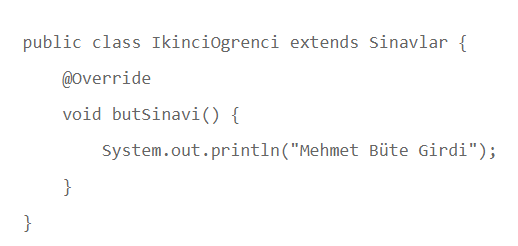 public class IkinciOgrenci extends Sinavlar {
    @Override
    void butSinavi() {
        System.out.println("Mehmet Büte Girdi");
    }
}